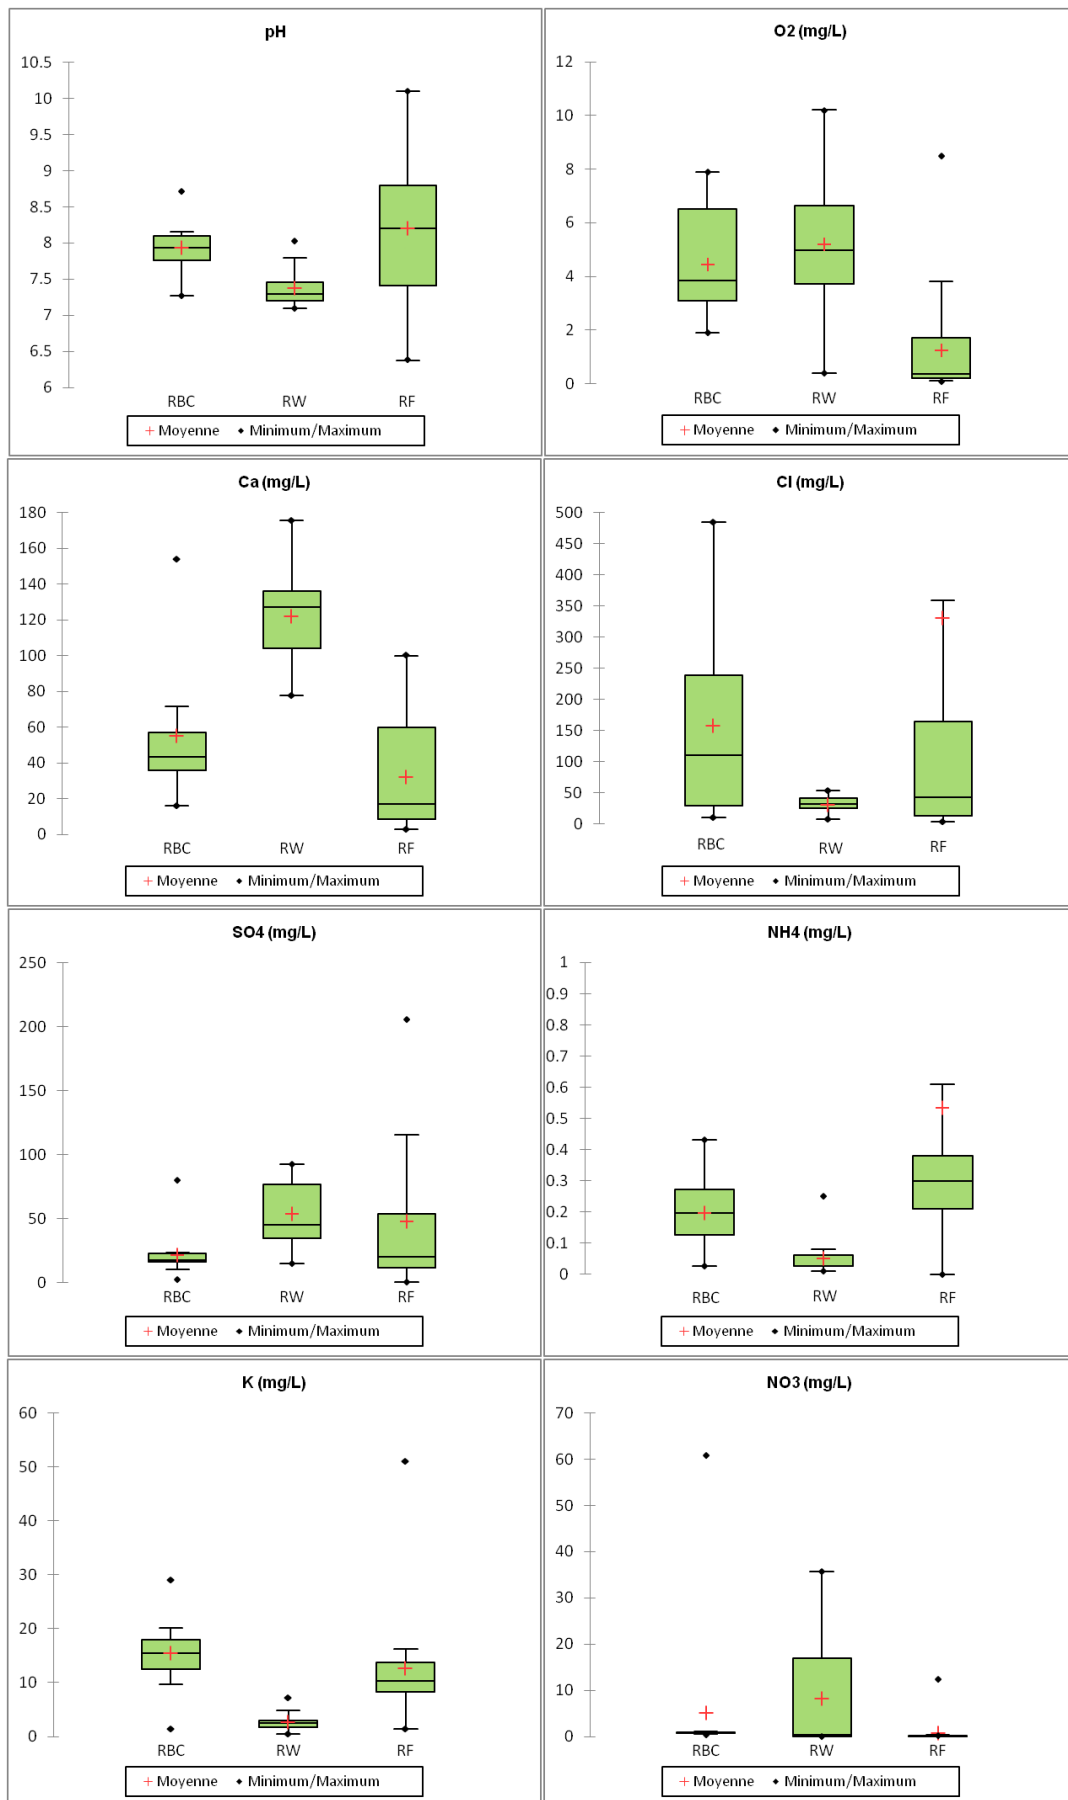 pH
10.5
10
9.5
9
8.5
8
7.5
7
6.5
6
RBC RW RF
Moyenne Minimum/Maximum
O2 (mg/L)
12
10
8
6
4
2
0
RBC RW RF
Moyenne Minimum/Maximum
Ca (mg/L)
180
160
140
120
100
80
60
40
20
0
RBC RW RF
Moyenne Minimum/Maximum
Cl (mg/L)
500
450
400
350
300
250
200
150
100
50
0
RBC RW RF
Moyenne Minimum/Maximum
SO4 (mg/L)
250
200
150
100
50
0
RBC RW RF
Moyenne Minimum/Maximum
NH4 (mg/L)
1
0.9
0.8
0.7
0.6
0.5
0.4
0.3
0.2
0.1
0
RBC RW RF
Moyenne Minimum/Maximum
K (mg/L)
60
50
40
30
20
10
0
RBC RW RF
Moyenne Minimum/Maximum
NO3 (mg/L)
70
60
50
40
30
20
10
0
RBC RW RF
Moyenne Minimum/Maximum